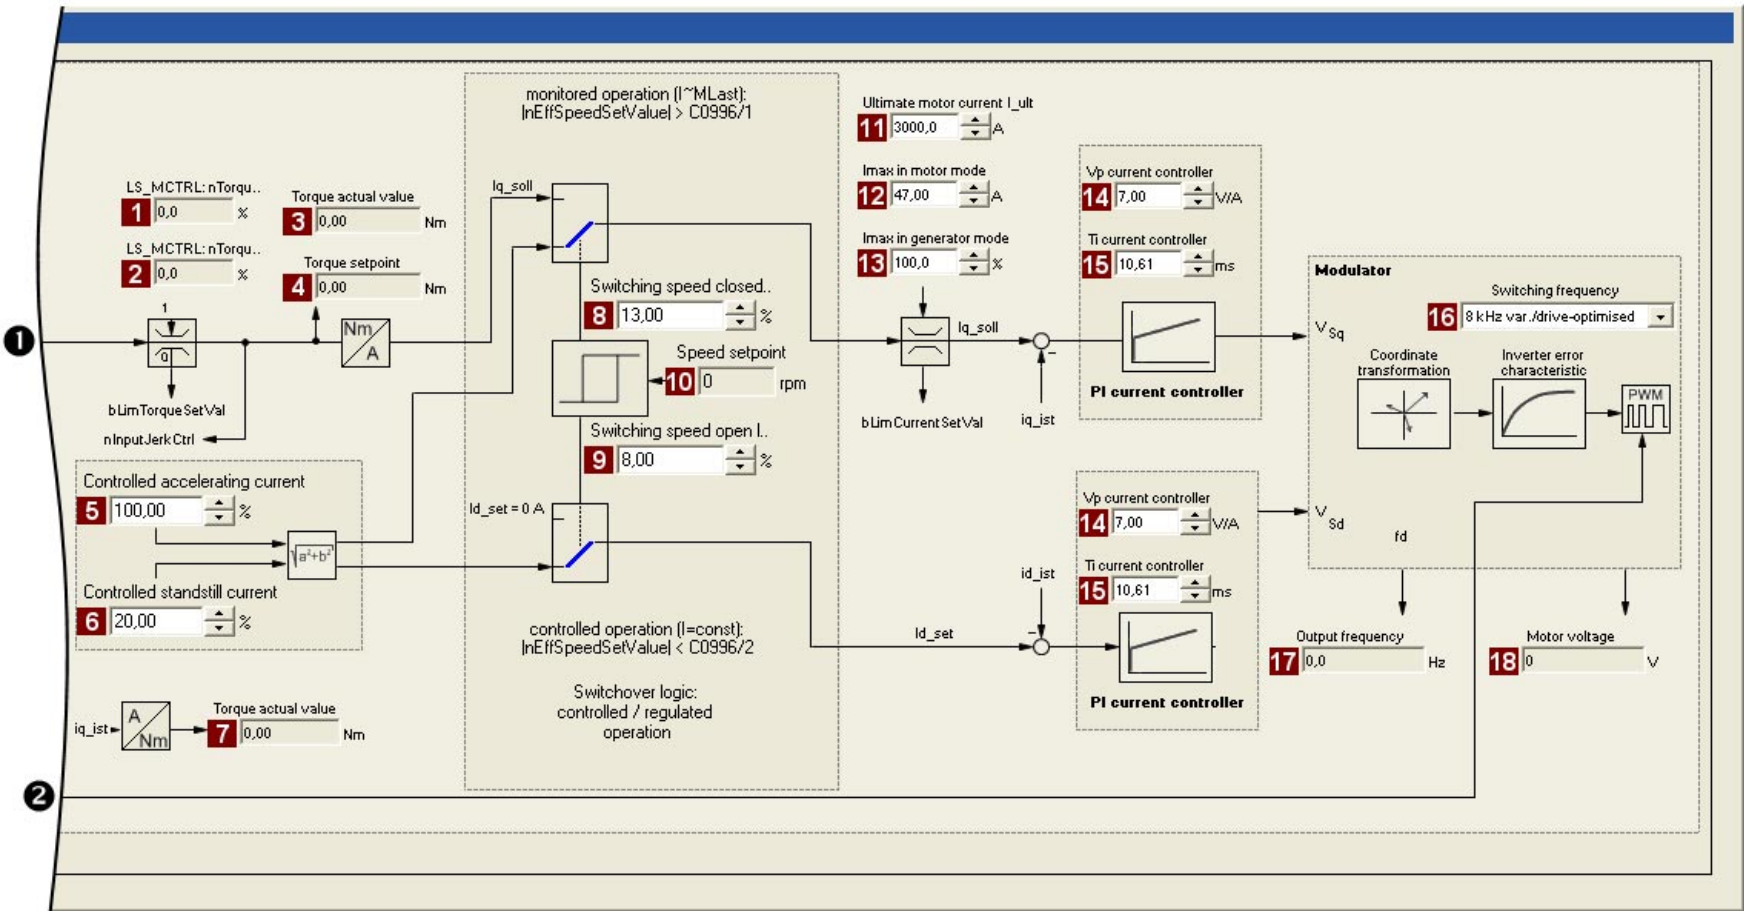 monitored operation (I~MLast):
|nEffSpeedSetValue| > C0996/1
Ultimate motor current I_ult
11 3000,0 A
Imax in motor mode
12 47,00 A
Imax in generator mode
13 100,0 %
Vp current controller
14 7,00 V/A
Ti current controller
15 10,61 ms
PI current controller
LS_MCTRL: nTorqu..
1 0,0 %
LS_MCTRL: nTorqu..
2 0,0 %
Torque actual value
3 0,00 Nm
Torque setpoint
4 0,00 Nm
Iq_soll
1
Nm
A
1
bLimTorqueSetVal
nInputJerkCtrl
Switching speed closed..
8 13,00 %
Speed setpoint
10 0 rpm
Switching speed open l..
9 8,00 %
Iq_soll
-
iq_ist
bLimCurrentSetVal
Modulator
Switching frequency
16 8 kHz var./drive-optimised
V Sq
Coordinate
transformation
Inverter error
characteristic
PWM
Controlled accelerating current
5 100,00 %
√a²+b²
Controlled standstill current
6 20,00 %
Id_set = 0 A
controlled operation (I=const):
|nEffSpeedSetValue| < C0996/2
Switchover logic:
controlled / regulated
operation
Id_set
id_ist
-
Vp current controller
14 7,00 V/A
Ti current controller
15 10,61 ms
PI current controller
V Sd
fd
Output frequency
17 0,0 Hz
Motor voltage
18 0 V
iq_ist
A
Nm
Torque actual value
7 0,00 Nm
2